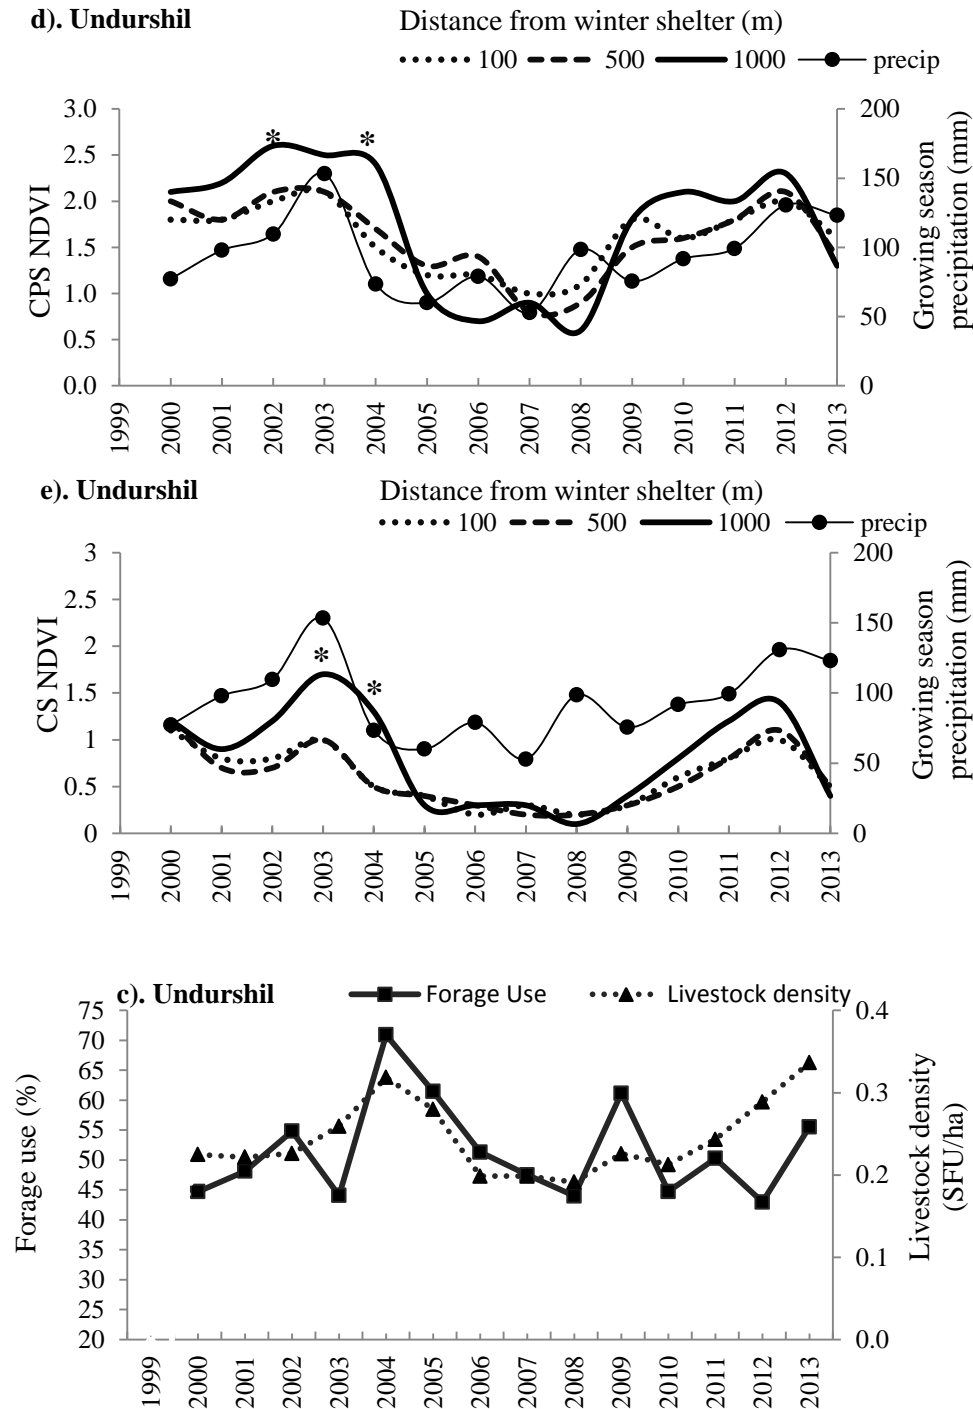 d). Undurshil
Distance from winter shelter (m)
100 500 1000 precip
3.0
2.5
2.0
1.5
1.0
0.5
0.0
CPS NDVI
* *
200
150
100
50
0
Growing season
precipitation (mm)
1999 2000 2001 2002 2003 2004 2005 2006 2007 2008 2009 2010 2011 2012 2013
e). Undurshil
Distance from winter shelter (m)
100 500 1000 precip
3
2.5
2
1.5
1
0.5
0
CS NDVI
* *
200
150
100
50
0
Growing season
precipitation (mm)
1999 2000 2001 2002 2003 2004 2005 2006 2007 2008 2009 2010 2011 2012 2013
c). Undurshil
Forage Use Livestock density
75
70
65
60
55
50
45
40
35
30
25
20
Forage use (%)
0.4
0.3
0.2
0.1
0.0
Livestock density
(SFU/ha)
1999 2000 2001 2002 2003 2004 2005 2006 2007 2008 2009 2010 2011 2012 2013